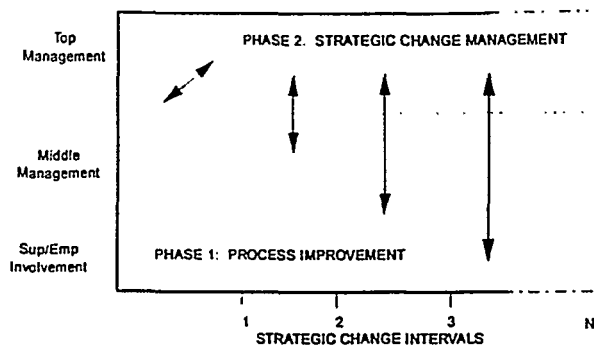 Top
Management
PHASE 2. STRATEGIC CHANGE MANAGEMENT
Middle
Management
Sup/Emp
Involvement
PHASE 1: PROCESS IMPROVEMENT
1
2
3
N
STRATEGIC CHANGE INTERVALS